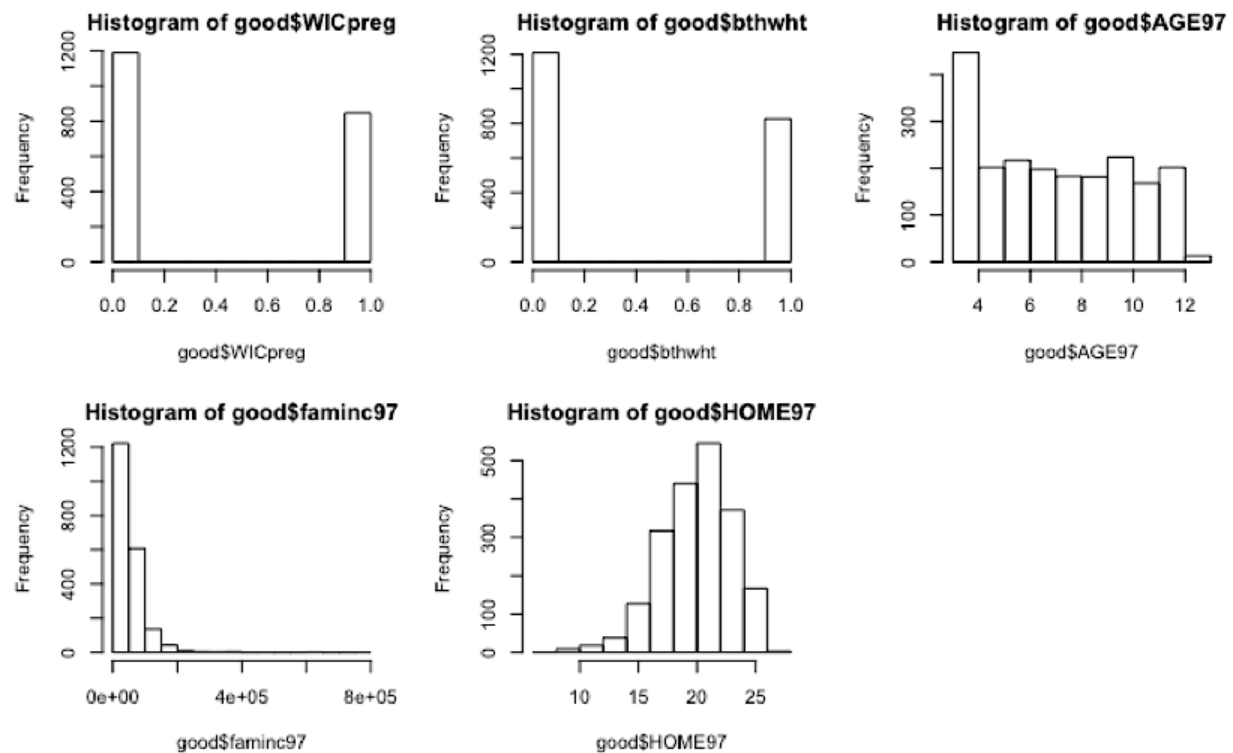 Histogram of good$WICpreg
Frequency
0 400 800 1200
0.0 0.2 0.4 0.6 0.8 1.0
good$WICpreg
Histogram of good$bthwht
Frequency
0 400 800 1200
0.0 0.2 0.4 0.6 0.8 1.0
good$bthwht
Histogram of good$AGE97
Frequency
0 100 300
4 6 8 10 12
good$AGE97
Histogram of good$faminc97
Frequency
0 400 800 1200
0e+00 4e+05 8e+05
good$faminc97
Histogram of good$HOME97
Frequency
0 100 300 500
10 15 20 25
good$HOME97